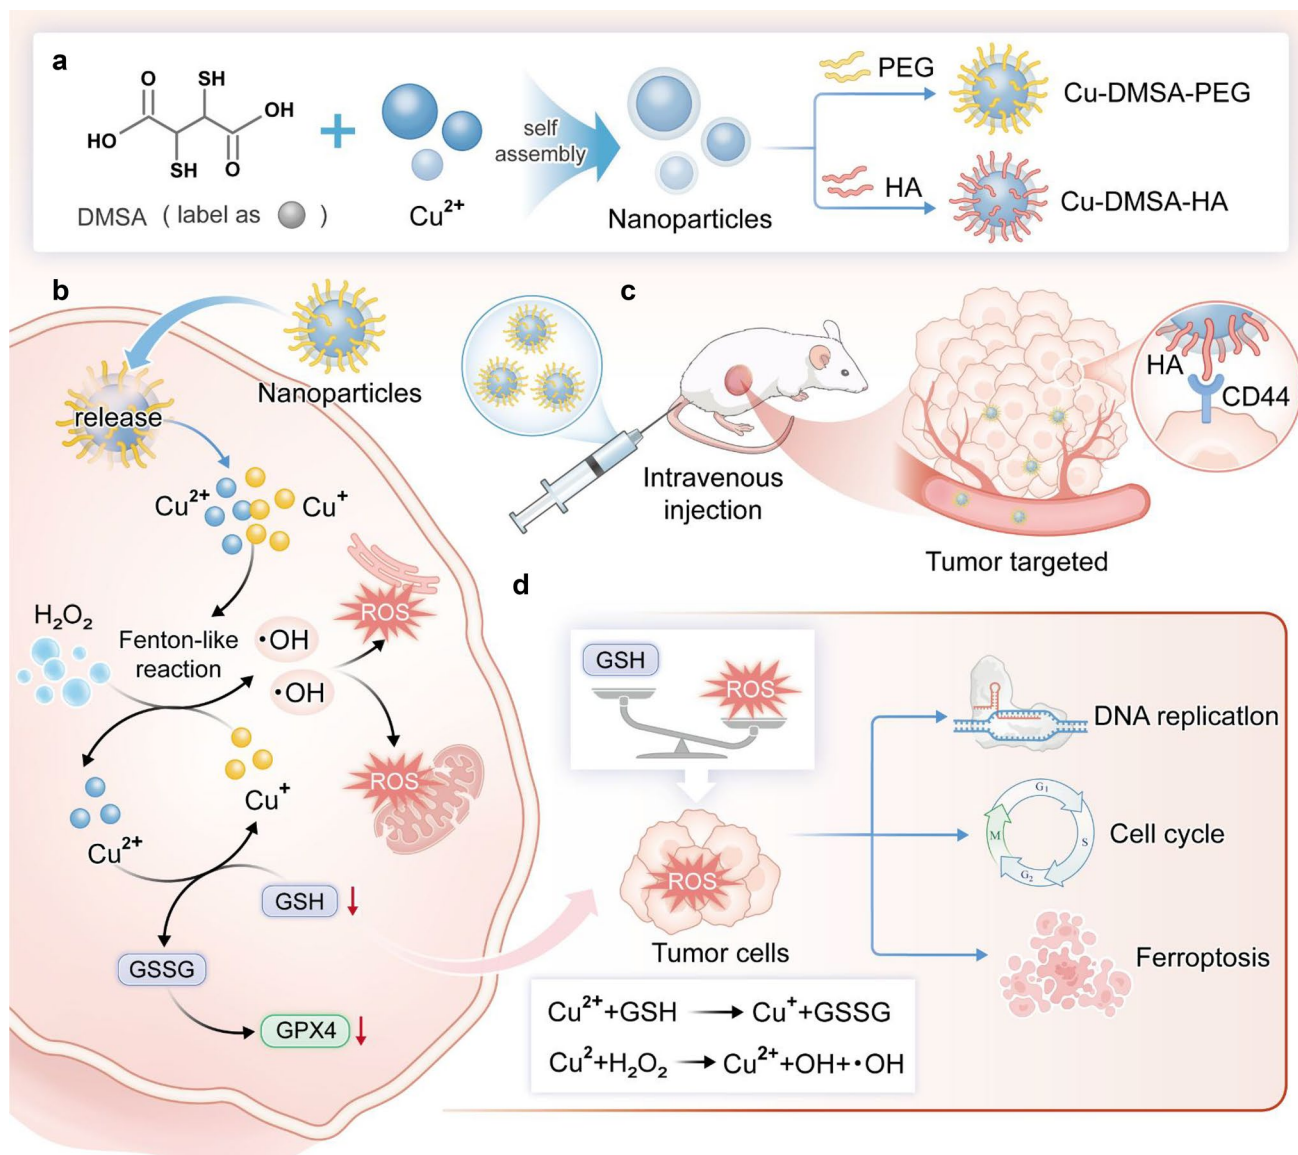 a
O
SH
OH
HO
SH
O
DMSA ( label as )
+
Cu²⁺
self
assembly
Nanoparticles
PEG
Cu-DMSA-PEG
HA
Cu-DMSA-HA
b
Nanoparticles
release
Cu²⁺
Cu⁺
H₂O₂
Fenton-like
reaction
•OH
•OH
ROS
ROS
Cu⁺
Cu²⁺
GSH
GSSG
GPX4
c
Intravenous
injection
HA
CD44
Tumor targeted
d
GSH
ROS
ROS
Tumor cells
DNA replicatlon
G₁
S
G₂
M
Cell cycle
Ferroptosis
Cu²⁺+GSH → Cu⁺+GSSG
Cu²+H₂O₂ → Cu²⁺+OH+•OH